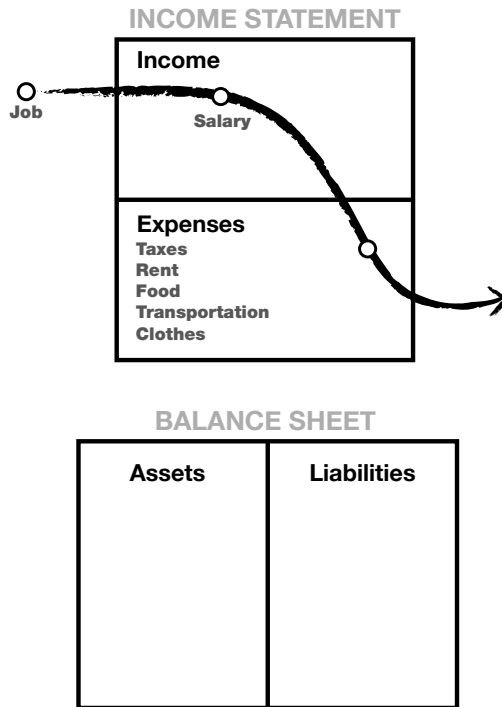 INCOME STATEMENT
Income
Job
Salary
Expenses
Taxes
Rent
Food
Transportation
Clothes
BALANCE SHEET
Assets
Liabilities